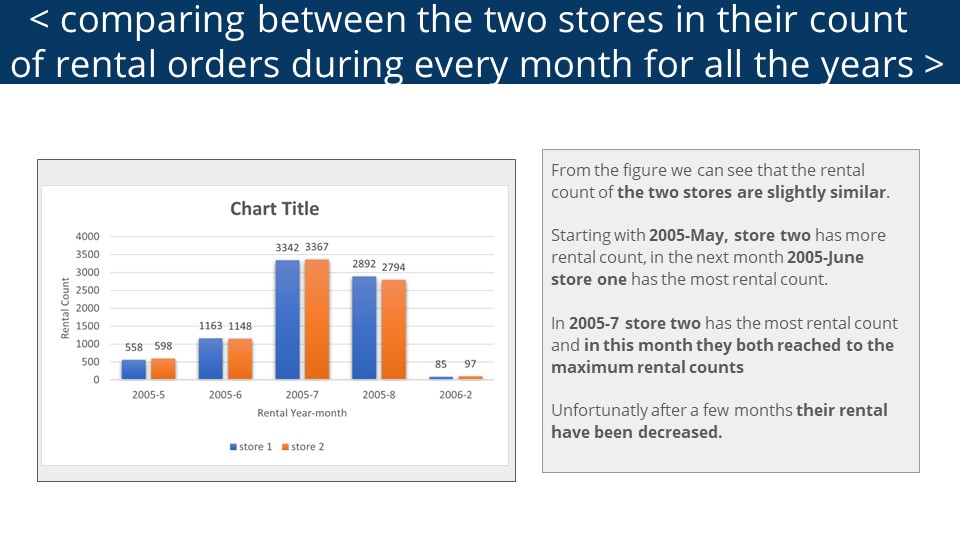 < comparing between the two stores in their count
of rental orders during every month for all the years >
Chart Title
4000
3500
3000
2500
2000
1500
1000
500
0
Rental Count
558
598
1163
1148
3342
3367
2892
2794
85
97
2005-5
2005-6
2005-7
2005-8
2006-2
Rental Year-month
store 1
store 2
From the figure we can see that the rental
count of the two stores are slightly similar.
Starting with 2005-May, store two has more
rental count, in the next month 2005-June
store one has the most rental count.
In 2005-7 store two has the most rental count
and in this month they both reached to the
maximum rental counts
Unfortunatly after a few months their rental
have been decreased.